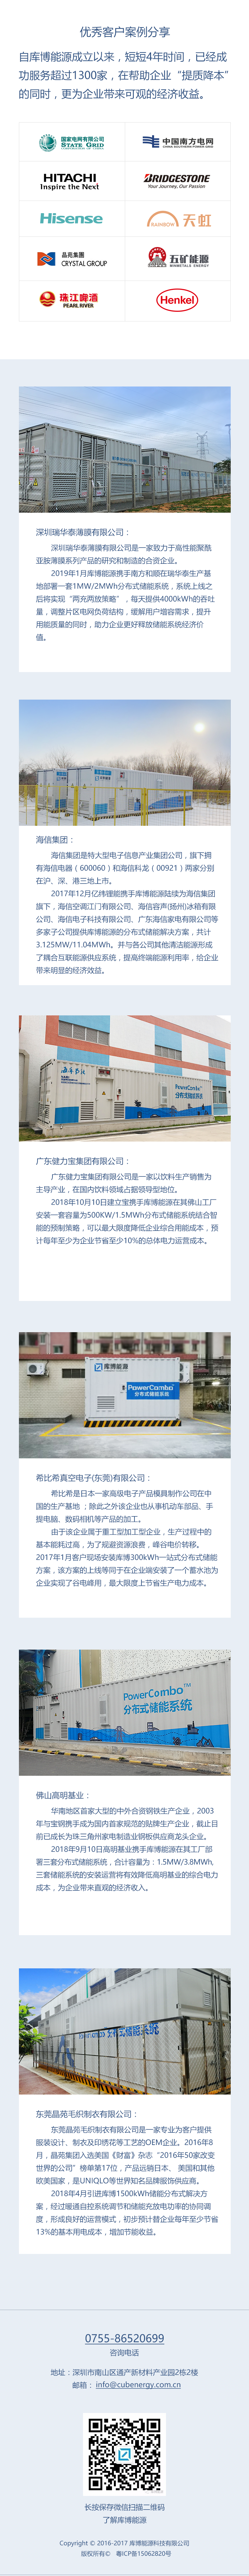 优秀客户案例分享
自库博能源成立以来，短短4年时间，已经成
功服务超过1300家，在帮助企业“提质降本”
的同时，更为企业带来可观的经济收益。
国家电网有限公司
STATE GRID
中国南方电网
HITACHI
Inspire the Next
BRIDGESTONE
Your Journey, Our Passion
Hisense
RAINBOW 天虹
晶苑集團
CRYSTAL GROUP
五矿能源
MINMETALS ENERGY
珠江啤酒
PEARL RIVER
Henkel
深圳瑞华泰薄膜有限公司：
深圳瑞华泰薄膜有限公司是一家致力于高性能聚酰
亚胺薄膜系列产品的研究和制造的合资企业。
2019年1月库博能源携手南方和顺在瑞华泰生产基
地部署一套1MW/2MWh分布式储能系统，系统上线之
后将实现“两充两放策略”，每天提供4000kWh的吞吐
量，调整片区电网负荷结构，缓解用户增容需求，提升
用能质量的同时，助力企业更好释放储能系统经济价
值。
海信集团：
海信集团是特大型电子信息产业集团公司，旗下拥
有海信电器（600060）和海信科龙（00921）两家分别
在沪、深、港三地上市。
2017年12月亿纬锂能携手库博能源陆续为海信集团
旗下，海信空调江门有限公司、海信容声(扬州)冰箱有限
公司、海信电子科技有限公司、广东海信家电有限公司等
多家子公司提供库博能源的分布式储能解决方案，共计
3.125MW/11.04MWh。并与各公司其他清洁能源形成
了耦合互联能源供应系统，提高终端能源利用率，给企业
带来明显的经济效益。
PowerCombo™
分布式储能系统
广东健力宝集团有限公司：
广东健力宝集团有限公司是一家以饮料生产销售为
主导产业，在国内饮料领域占据领导型地位。
2018年10月10日建立宝携手库博能源在其佛山工厂
安装一套容量为500KW/1.5MWh分布式储能系统结合智
能的预制策略，可以最大限度降低企业综合用能成本，预
计每年至少为企业节省至少10%的总体电力运营成本。
库博能源
PowerCombo
分布式储能系统
希比希真空电子(东莞)有限公司：
希比希是日本一家高级电子产品模具制作公司在中
国的生产基地 ；除此之外该企业也从事机动车部品、手
提电脑、数码相机等产品的加工。
由于该企业属于重工型加工型企业，生产过程中的
基本能耗过高，为了规避资源浪费，峰谷电价转移。
2017年1月客户现场安装库博300kWh一站式分布式储能
方案，该方案的上线等同于在企业端安装了一个蓄水池为
企业实现了谷电峰用，最大限度上节省生产电力成本。
PowerCombo™
分布式储能系统
佛山高明基业：
华南地区首家大型的中外合资钢铁生产企业，2003
年与宝钢携手成为国内首家规范的贴牌生产企业，截止目
前已成长为珠三角州家电制造业钢板供应商龙头企业。
2018年9月10日高明基业携手库博能源在其工厂部
署三套分布式储能系统，合计容量为：1.5MW/3.8MWh,
三套储能系统的安装运营将有效降低高明基业的综合电力
成本，为企业带来直观的经济收入。
东莞晶苑毛织制衣有限公司：
东莞晶苑毛织制衣有限公司是一家专业为客户提供
服装设计、制衣及印绣花等工艺的OEM企业。2016年8
月，晶苑集团入选美国《财富》杂志“2016年50家改变
世界的公司”榜单第17位，产品远销日本、美国和其他
欧美国家，是UNIQLO等世界知名品牌服饰供应商。
2018年4月引进库博1500kWh储能分布式解决方
案，经过暖通自控系统调节和储能充放电功率的协同调
度，形成良好的运营模式，初步预计替企业每年至少节省
13%的基本用电成本，增加节能收益。
0755-86520699
咨询电话
地址：深圳市南山区通产新材料产业园2栋2楼
邮箱：info@cubenergy.com.cn
长按保存微信扫描二维码
了解库博能源
Copyright © 2016-2017 库博能源科技有限公司
版权所有© 粤ICP备15062820号